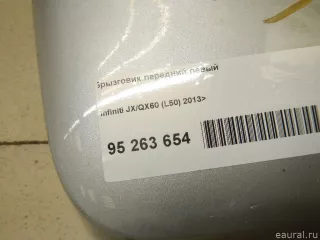 Брызговик передний левый
Infiniti JX/QX60 (L50) 2013>
95 263 654
eaural.ru